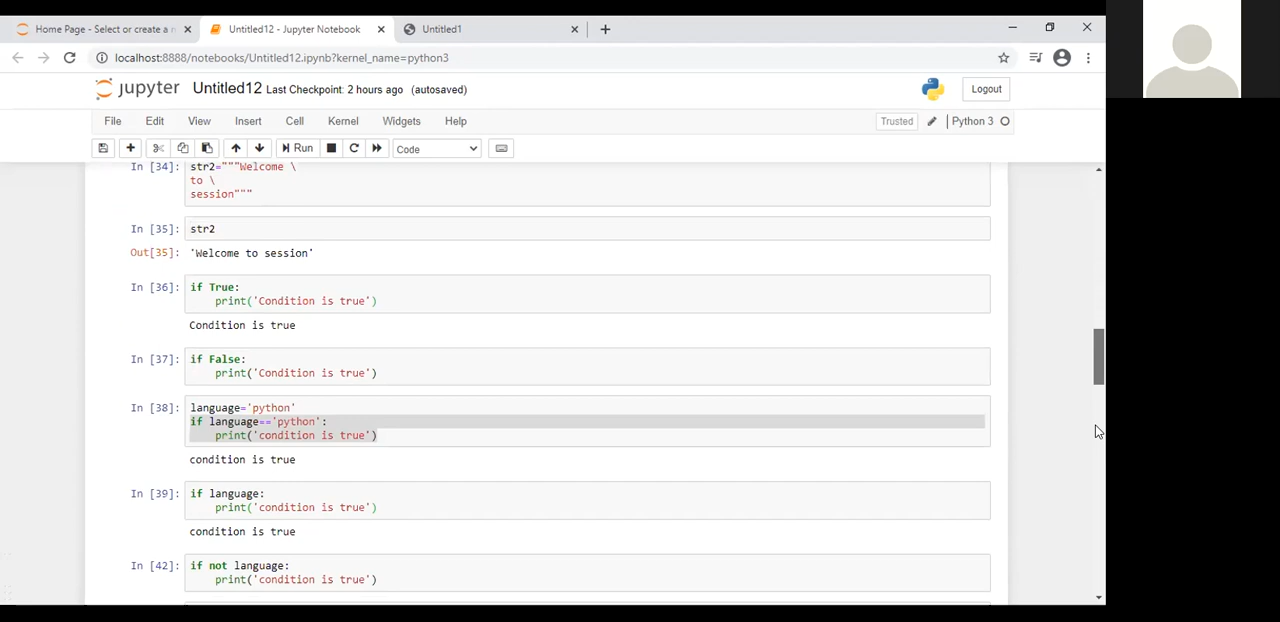 Home Page - Select or create a n
Untitled12 - Jupyter Notebook
Untitled1
localhost:8888/notebooks/Untitled12.ipynb?kernel_name=python3
jupyter Untitled12 Last Checkpoint: 2 hours ago (autosaved)
Logout
File Edit View Insert Cell Kernel Widgets Help
Trusted
Python 3
Run
Code
In [34]: str2="""Welcome \
to \
session"""
In [35]: str2
Out[35]: 'Welcome to session'
In [36]: if True:
print('Condition is true')
Condition is true
In [37]: if False:
print('Condition is true')
In [38]: language='python'
if language=='python':
print('condition is true')
condition is true
In [39]: if language:
print('condition is true')
condition is true
In [42]: if not language:
print('condition is true')